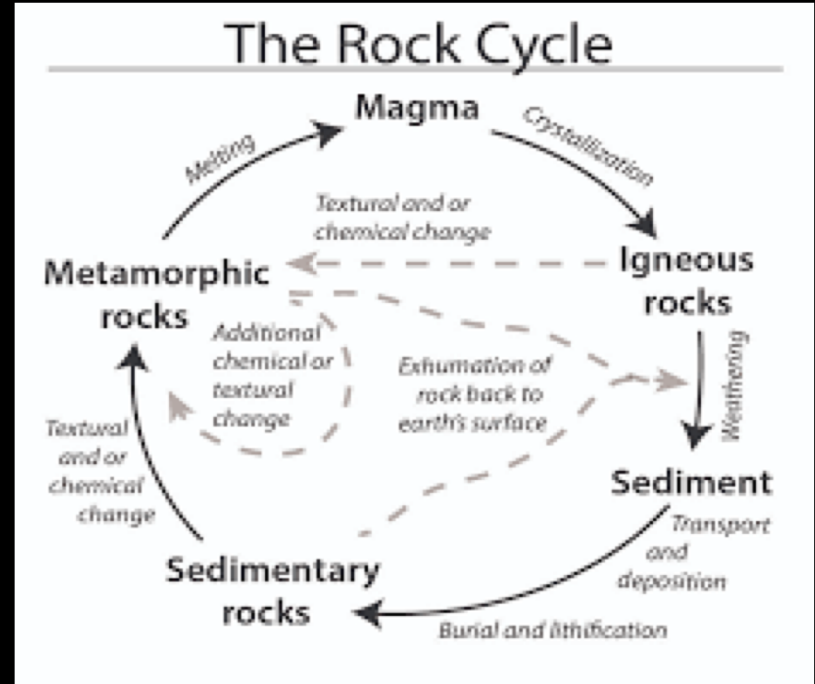 The Rock Cycle
Magma
Crystallization
Melting
Textural and or
chemical change
Igneous
rocks
Metamorphic
rocks
Additional
chemical or
textural
change
Exhumation of
rock back to
earth's surface
Weathering
Textural
and or
chemical
change
Sediment
Transport
and
deposition
Sedimentary
rocks
Burial and lithification